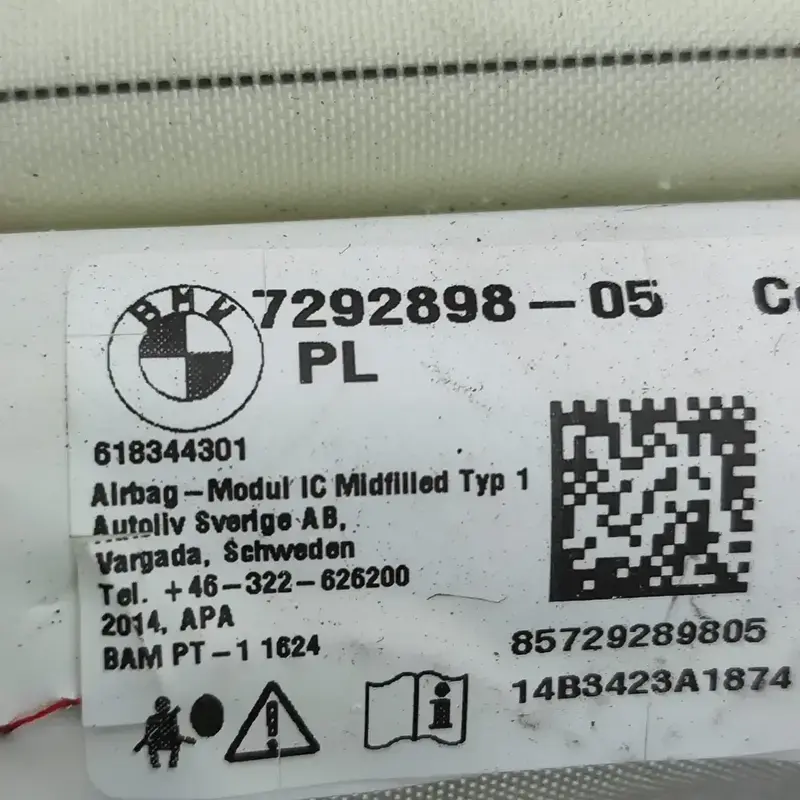 BMW
7292898-05
PL
618344301
Airbag-Modul IC Midfilled Typ 1
Autoliv Sverige AB,
Vargada, Schweden
Tel. +46-322-626200
2014, APA
BAM PT-1 1624
85729289805
14B3423A1874